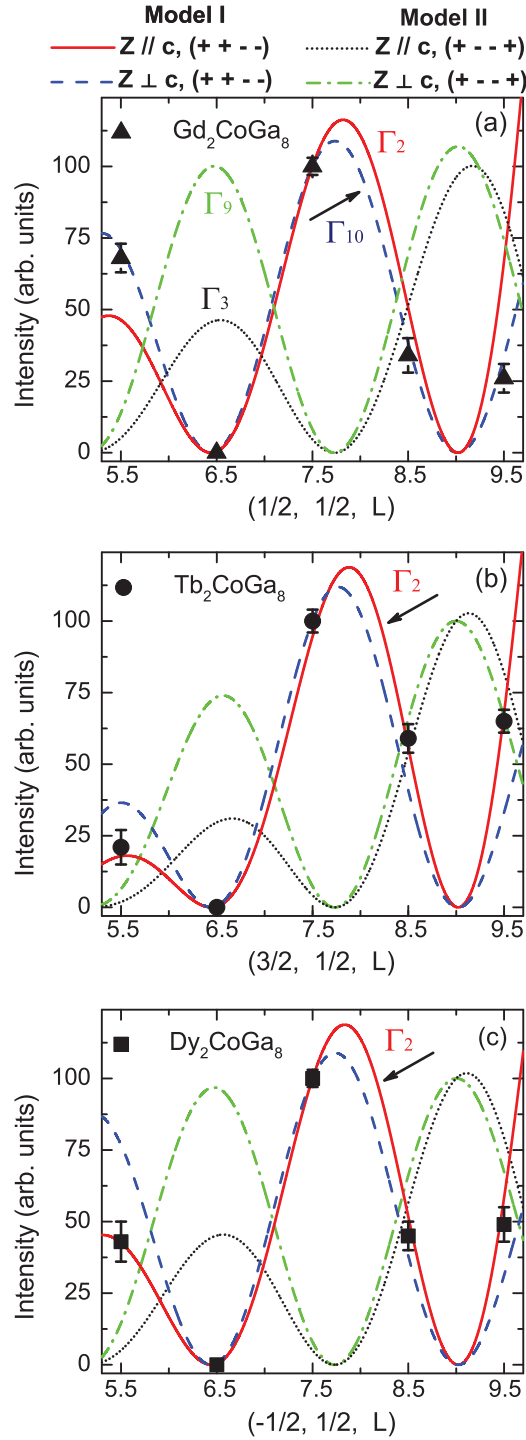 Model I Model II
Z // c, (+ + - -) Z // c, (+ - - +)
Z ⊥ c, (+ + - -) Z ⊥ c, (+ - - +)
(a)
Gd₂CoGa₈
Γ₂
Γ₉
Γ₁₀
Γ₃
Intensity (arb. units)
100
75
50
25
0
5.5 6.5 7.5 8.5 9.5
(1/2, 1/2, L)
(b)
Tb₂CoGa₈
Γ₂
Intensity (arb. units)
100
75
50
25
0
5.5 6.5 7.5 8.5 9.5
(3/2, 1/2, L)
(c)
Dy₂CoGa₈
Γ₂
Intensity (arb. units)
100
75
50
25
0
5.5 6.5 7.5 8.5 9.5
(-1/2, 1/2, L)